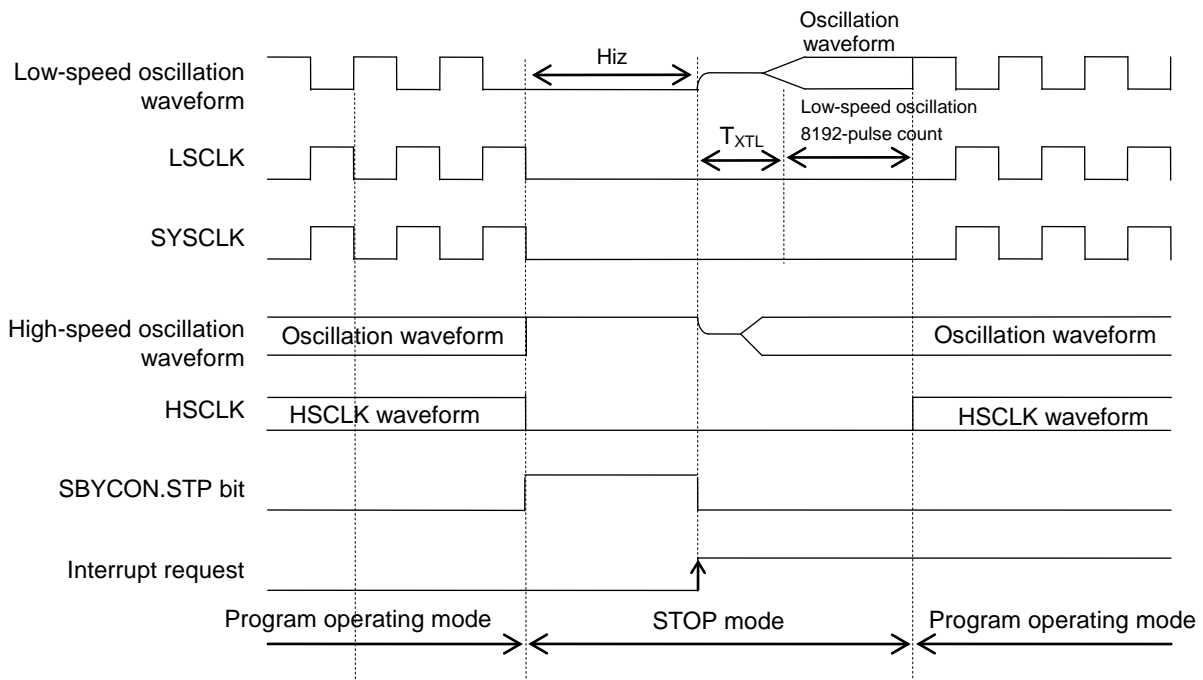 Oscillation
waveform
Low-speed oscillation
waveform
Hiz
Low-speed oscillation
8192-pulse count
TXTL
LSCLK
SYSCLK
High-speed oscillation
waveform
Oscillation waveform
Oscillation waveform
HSCLK
HSCLK waveform
HSCLK waveform
SBYCON.STP bit
Interrupt request
Program operating mode
STOP mode
Program operating mode